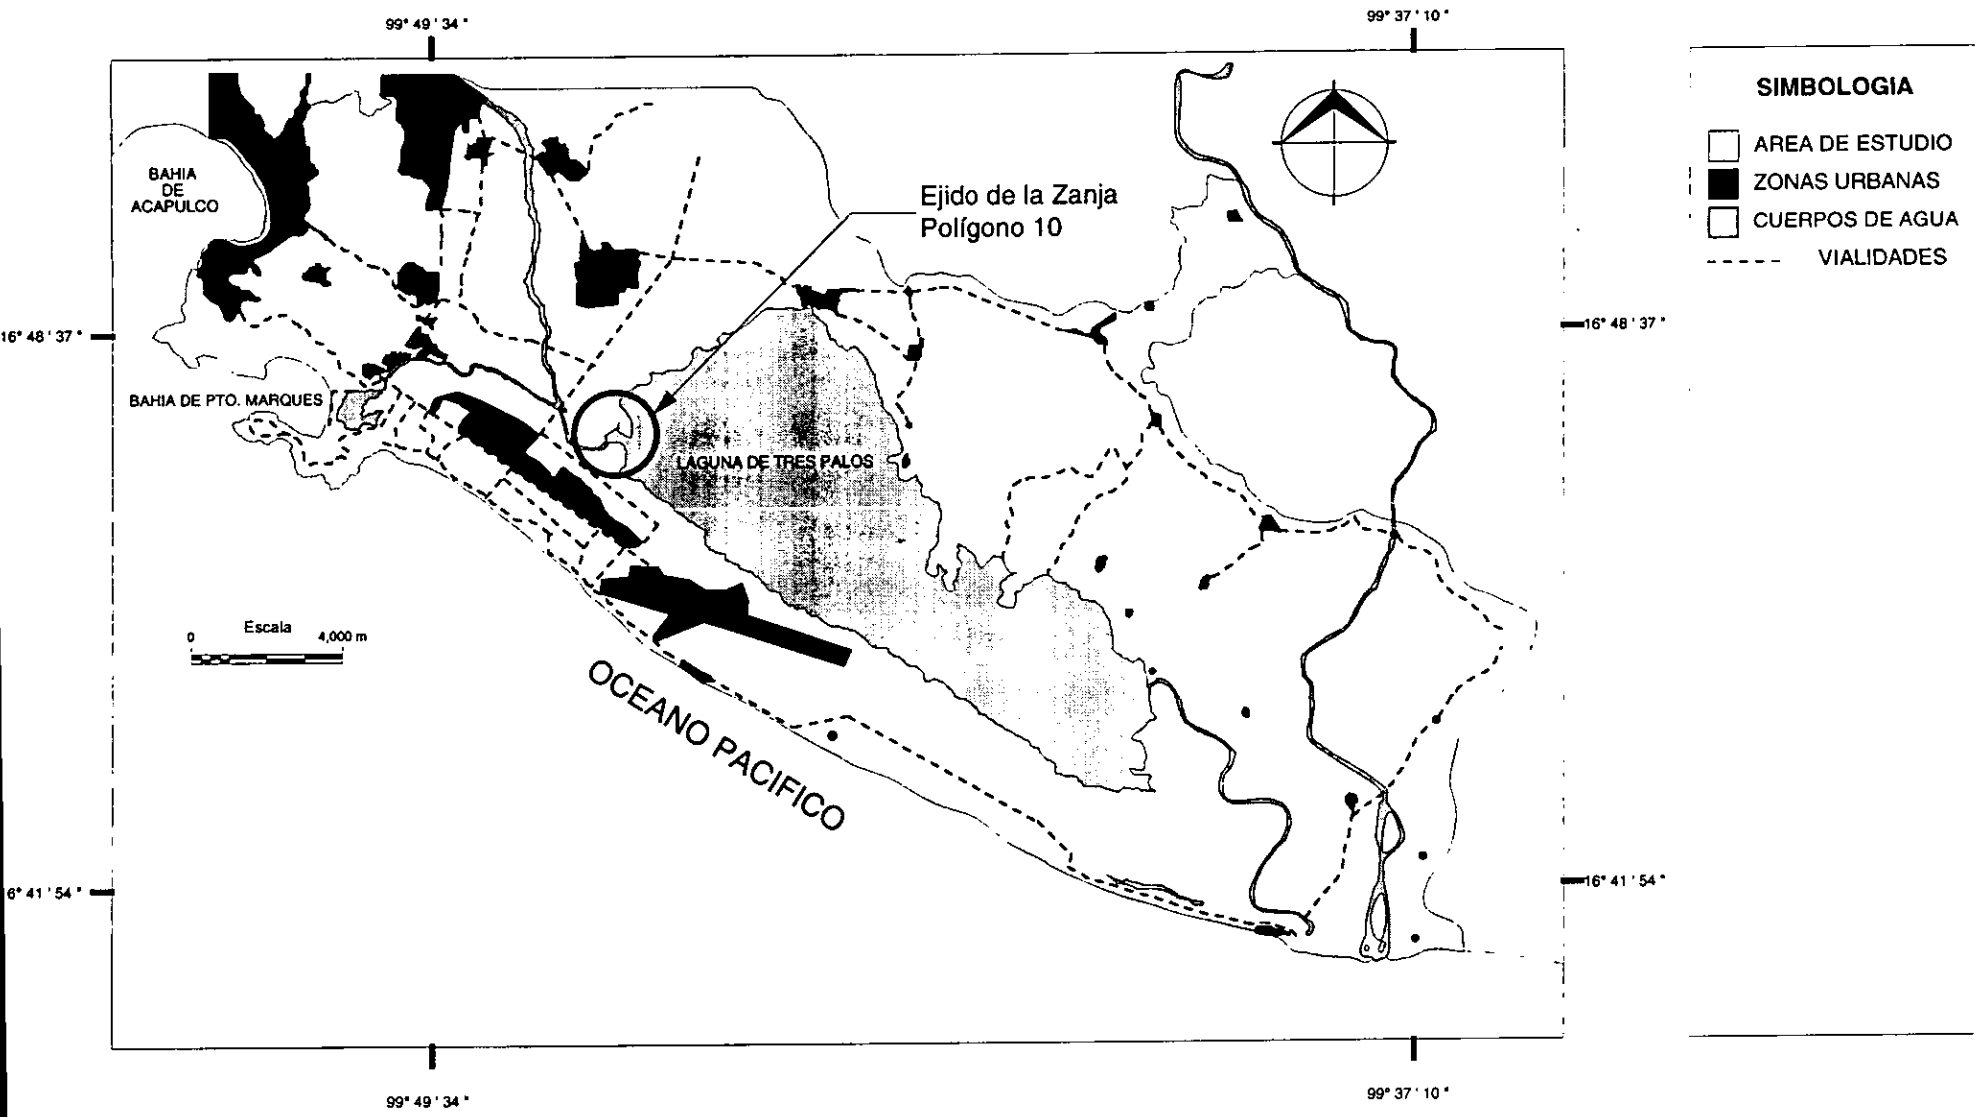 99° 49 ' 34 "
99° 37 ' 10 "
SIMBOLOGIA
AREA DE ESTUDIO
ZONAS URBANAS
CUERPOS DE AGUA
VIALIDADES
BAHIA
DE
ACAPULCO
Ejido de la Zanja
Polígono 10
16° 48 ' 37 "
16° 48 ' 37 "
BAHIA DE PTO. MARQUES
LAGUNA DE TRES PALOS
Escala
0 4,000 m
OCEANO PACIFICO
6° 41 ' 54 "
16° 41 ' 54 "
99° 49 ' 34 "
99° 37 ' 10 "